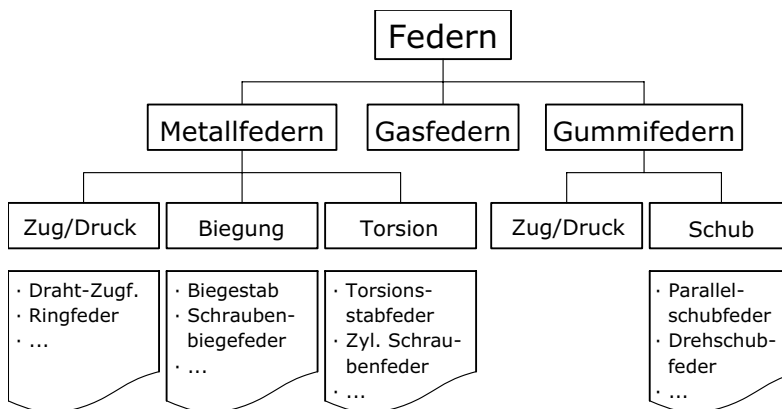 Federn
Metallfedern
Gasfedern
Gummifedern
Zug/Druck
Biegung
Torsion
Zug/Druck
Schub
· Draht-Zugf.
· Ringfeder
· ...
· Biegestab
· Schrauben-
biegefeder
· ...
· Torsions-
stabfeder
· Zyl. Schrau-
benfeder
· ...
· Parallel-
schubfeder
· Drehschub-
feder
· ...